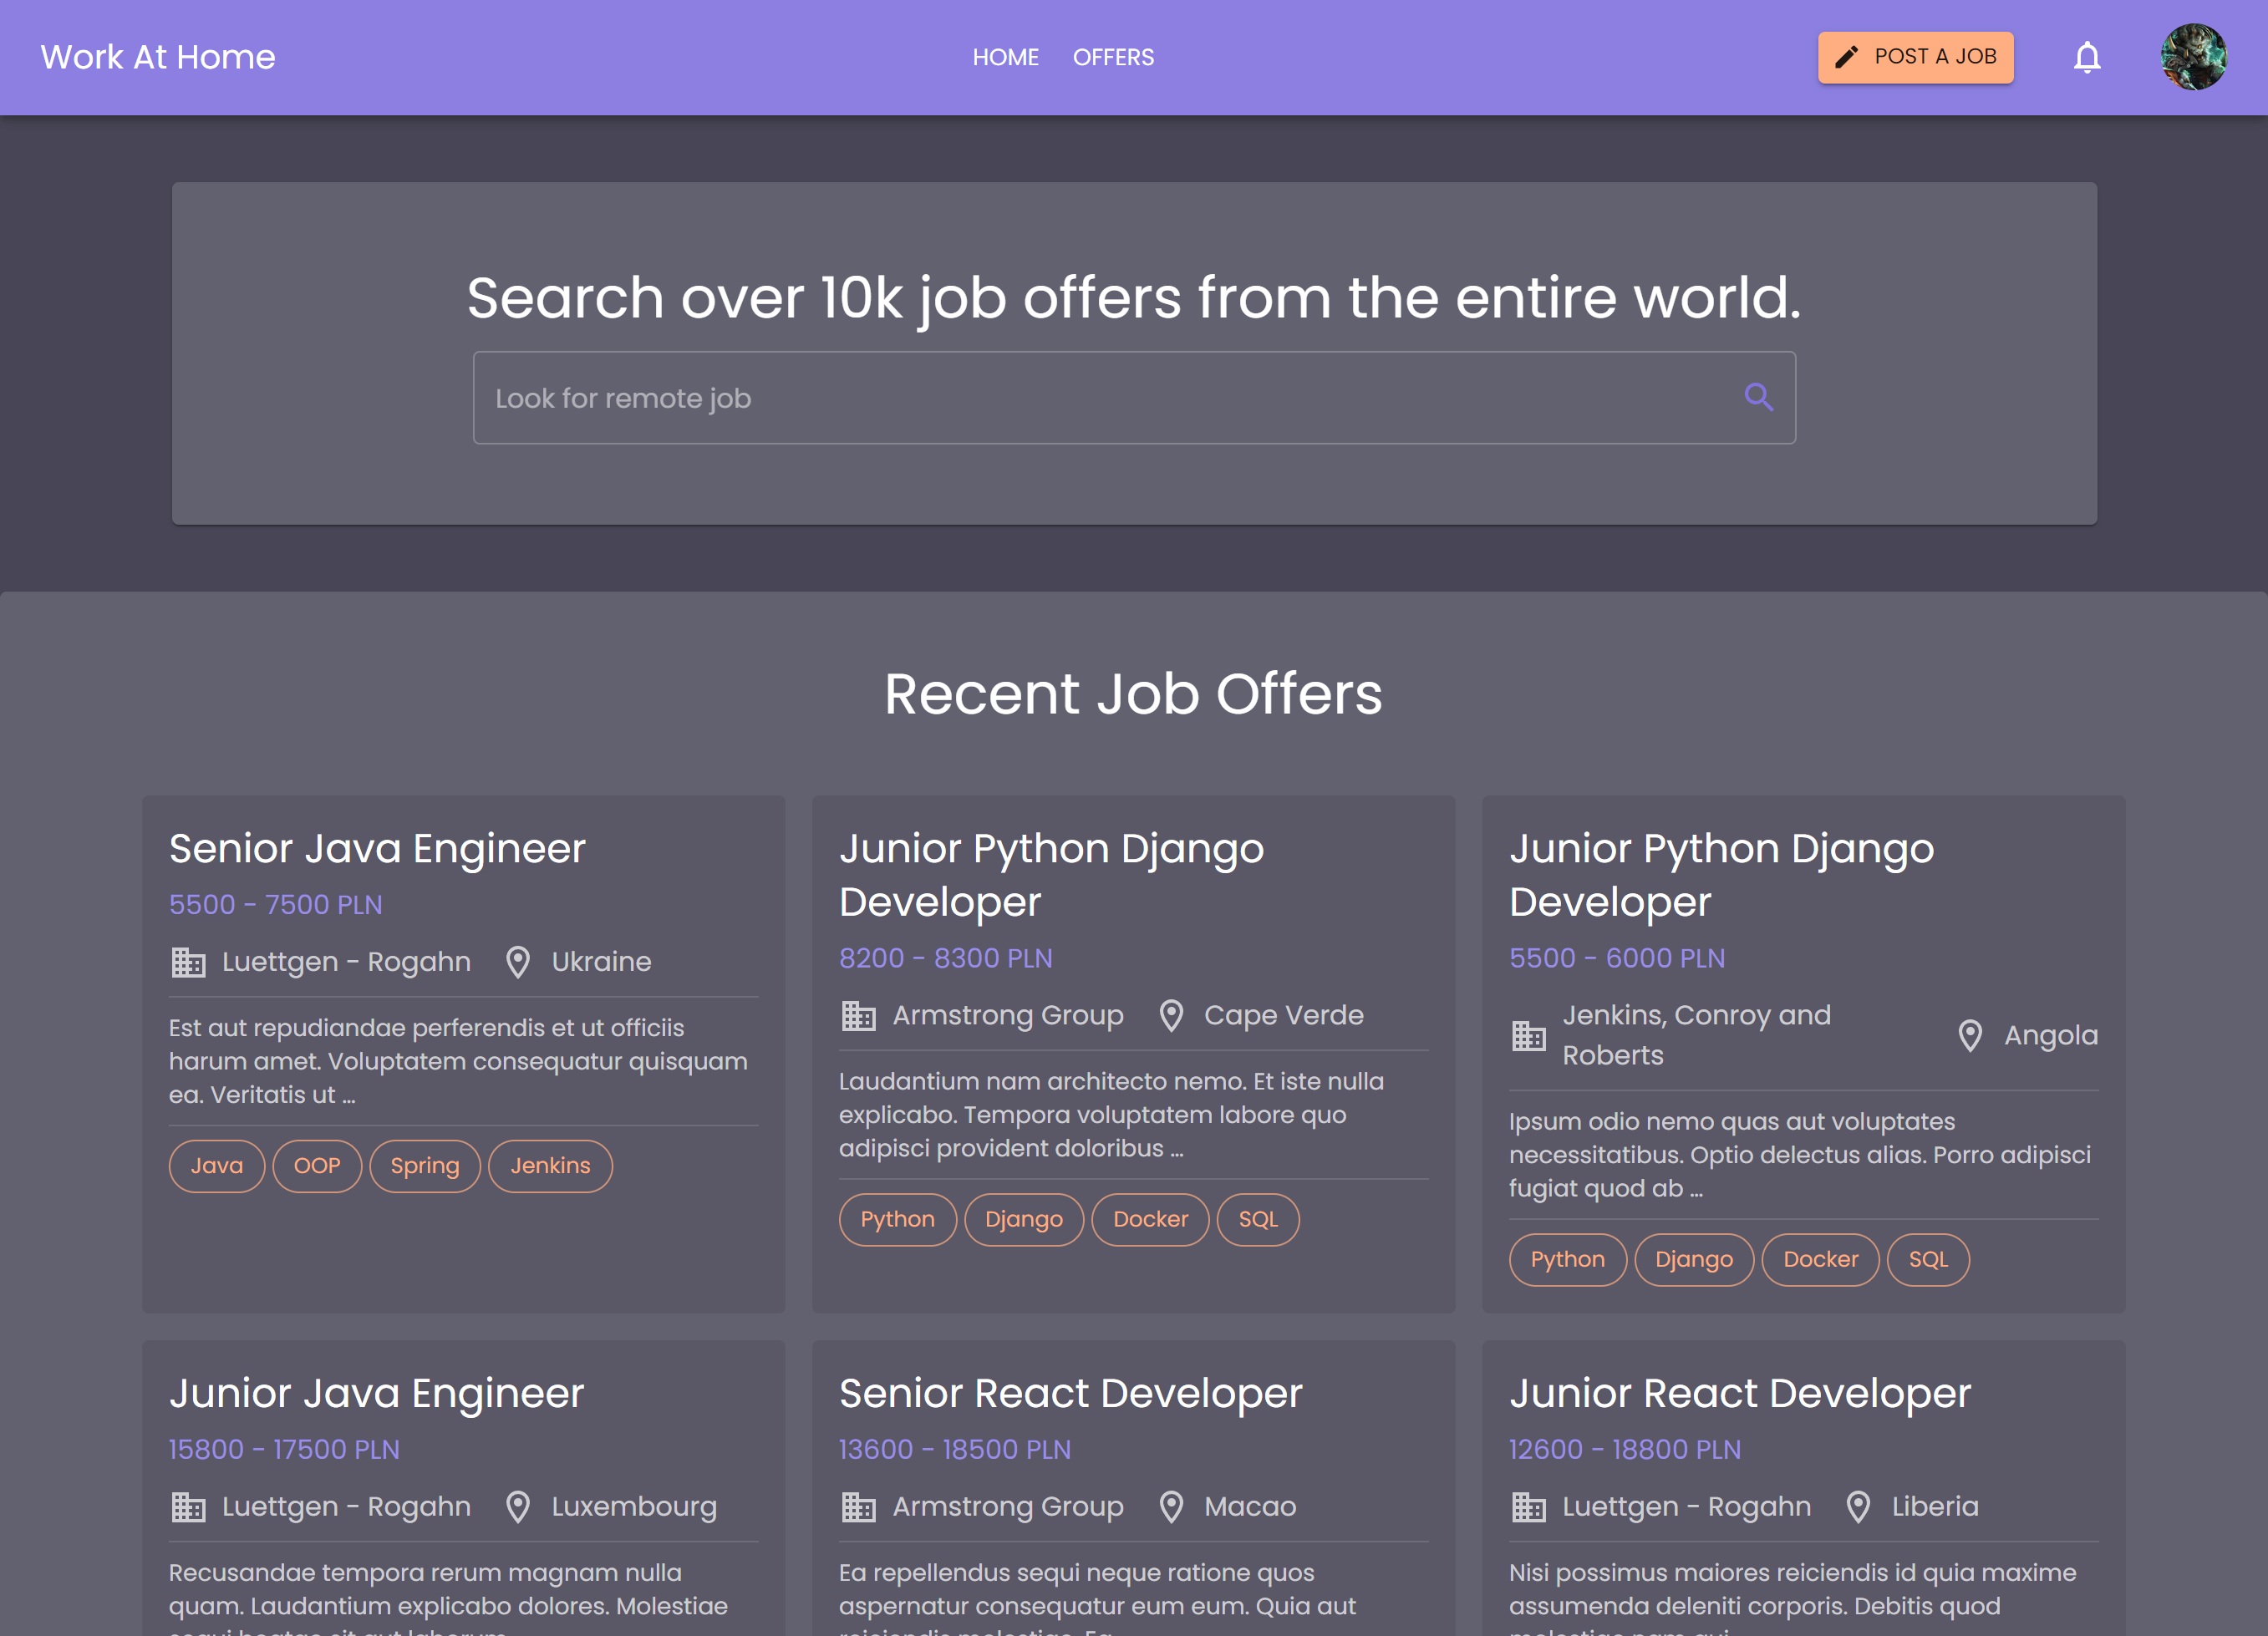 Work At Home
HOME
OFFERS
POST A JOB
Search over 10k job offers from the entire world.
Look for remote job
Recent Job Offers
Senior Java Engineer
5500 - 7500 PLN
Luettgen - Rogahn
Ukraine
Est aut repudiandae perferendis et ut officiis
harum amet. Voluptatem consequatur quisquam
ea. Veritatis ut ...
Java
OOP
Spring
Jenkins
Junior Python Django
Developer
8200 - 8300 PLN
Armstrong Group
Cape Verde
Laudantium nam architecto nemo. Et iste nulla
explicabo. Tempora voluptatem labore quo
adipisci provident doloribus ...
Python
Django
Docker
SQL
Junior Python Django
Developer
5500 - 6000 PLN
Jenkins, Conroy and
Roberts
Angola
Ipsum odio nemo quas aut voluptates
necessitatibus. Optio delectus alias. Porro adipisci
fugiat quod ab ...
Python
Django
Docker
SQL
Junior Java Engineer
15800 - 17500 PLN
Luettgen - Rogahn
Luxembourg
Recusandae tempora rerum magnam nulla
quam. Laudantium explicabo dolores. Molestiae
Senior React Developer
13600 - 18500 PLN
Armstrong Group
Macao
Ea repellendus sequi neque ratione quos
aspernatur consequatur eum eum. Quia aut
Junior React Developer
12600 - 18800 PLN
Luettgen - Rogahn
Liberia
Nisi possimus maiores reiciendis id quia maxime
assumenda deleniti corporis. Debitis quod